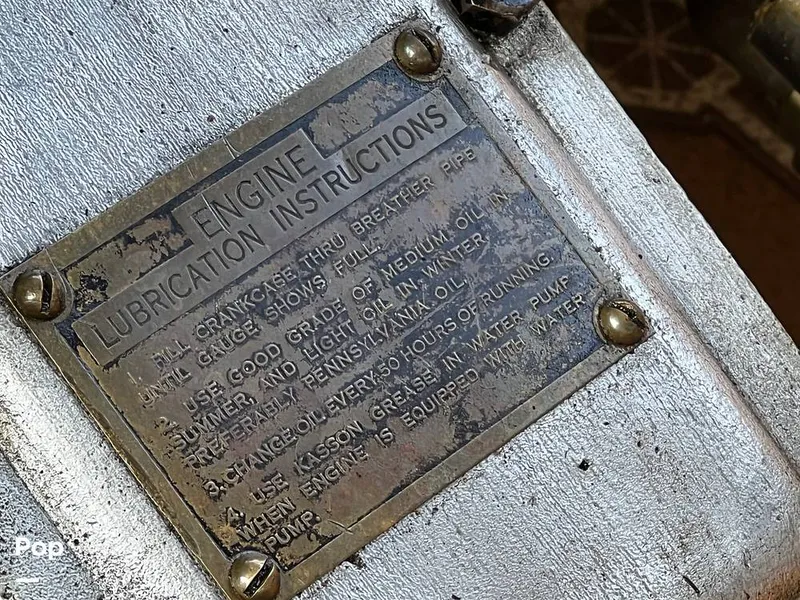 ENGINE
LUBRICATION INSTRUCTIONS
1. FILL CRANKCASE THRU BREATHER PIPE
UNTIL GAUGE SHOWS FULL.
2. USE GOOD GRADE OF MEDIUM OIL IN
SUMMER, AND LIGHT OIL IN WINTER.
PREFERABLY PENNSYLVANIA OIL.
3. CHANGE OIL EVERY 50 HOURS OF RUNNING.
4. USE KASSON GREASE IN WATER PUMP
WHEN ENGINE IS EQUIPPED WITH WATER
PUMP.
Pop